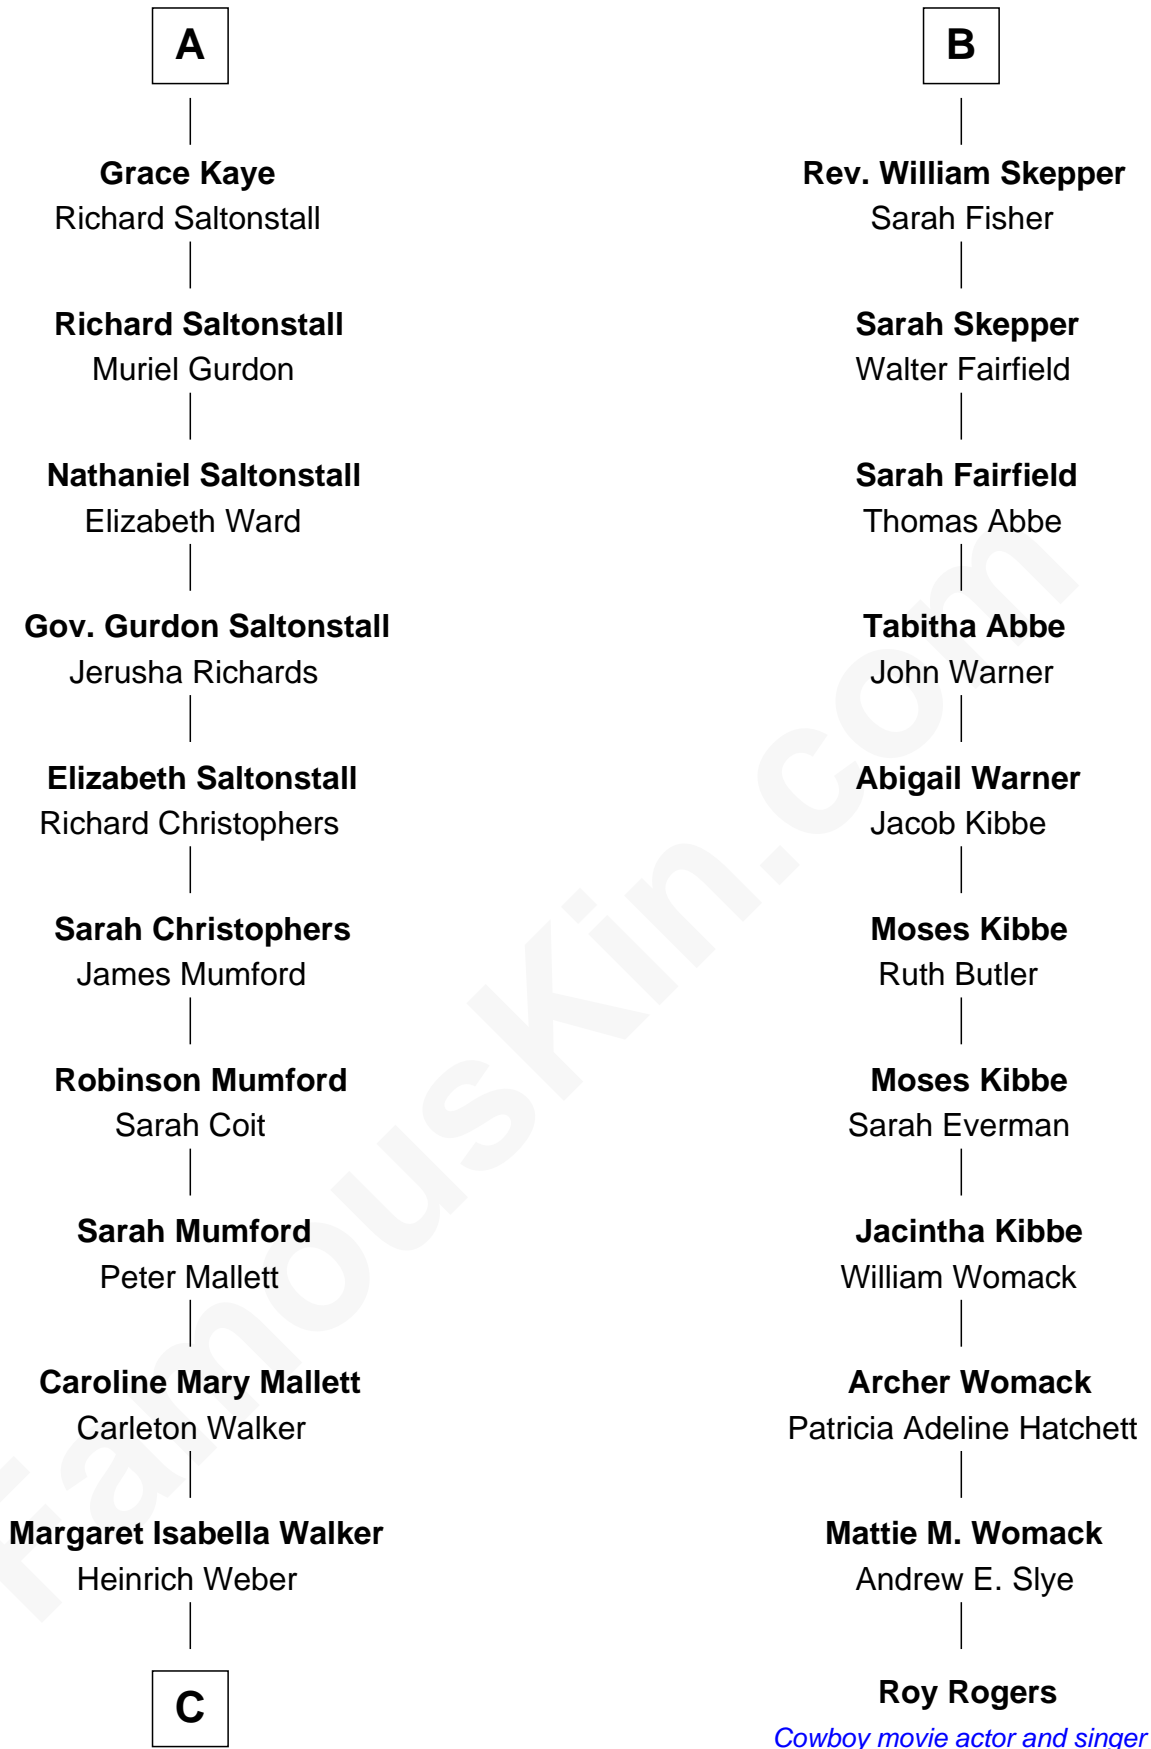 A
Grace Kaye
Richard Saltonstall
Richard Saltonstall
Muriel Gurdon
Nathaniel Saltonstall
Elizabeth Ward
Gov. Gurdon Saltonstall
Jerusha Richards
Elizabeth Saltonstall
Richard Christophers
Sarah Christophers
James Mumford
Robinson Mumford
Sarah Coit
Sarah Mumford
Peter Mallett
Caroline Mary Mallett
Carleton Walker
Margaret Isabella Walker
Heinrich Weber
C
B
Rev. William Skepper
Sarah Fisher
Sarah Skepper
Walter Fairfield
Sarah Fairfield
Thomas Abbe
Tabitha Abbe
John Warner
Abigail Warner
Jacob Kibbe
Moses Kibbe
Ruth Butler
Moses Kibbe
Sarah Everman
Jacintha Kibbe
William Womack
Archer Womack
Patricia Adeline Hatchett
Mattie M. Womack
Andrew E. Slye
Roy Rogers
Cowboy movie actor and singer
FamousKin.com